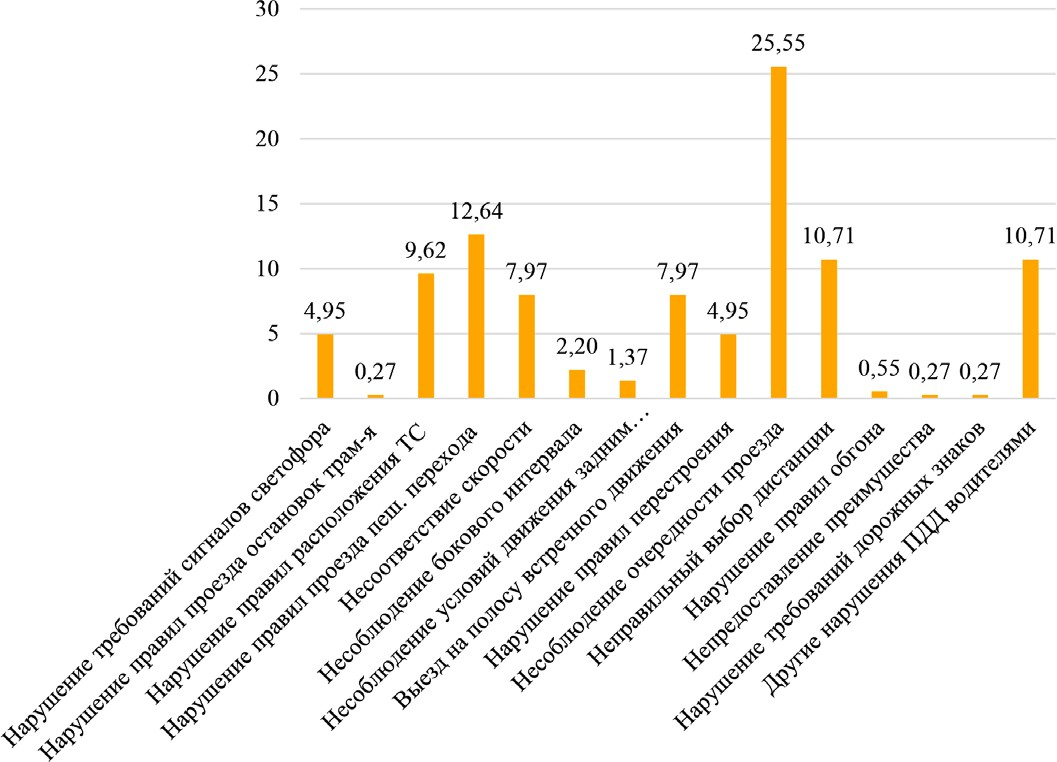 30
25
20
15
10
5
0
4,95
0,27
9,62
12,64
7,97
2,20
1,37
7,97
4,95
25,55
10,71
0,55
0,27
0,27
10,71
Нарушение требований сигналов светофора
Нарушение правил проезда остановок трам-я
Нарушение правил расположения ТС
Нарушение правил проезда пеш. перехода
Несоответствие скорости
Несоблюдение бокового интервала
Несоблюдение условий движения задним…
Выезд на полосу встречного движения
Нарушение правил перестроения
Несоблюдение очередности проезда
Неправильный выбор дистанции
Нарушение правил обгона
Непредоставление преимущества
Нарушение требований дорожных знаков
Другие нарушения ПДД водителями